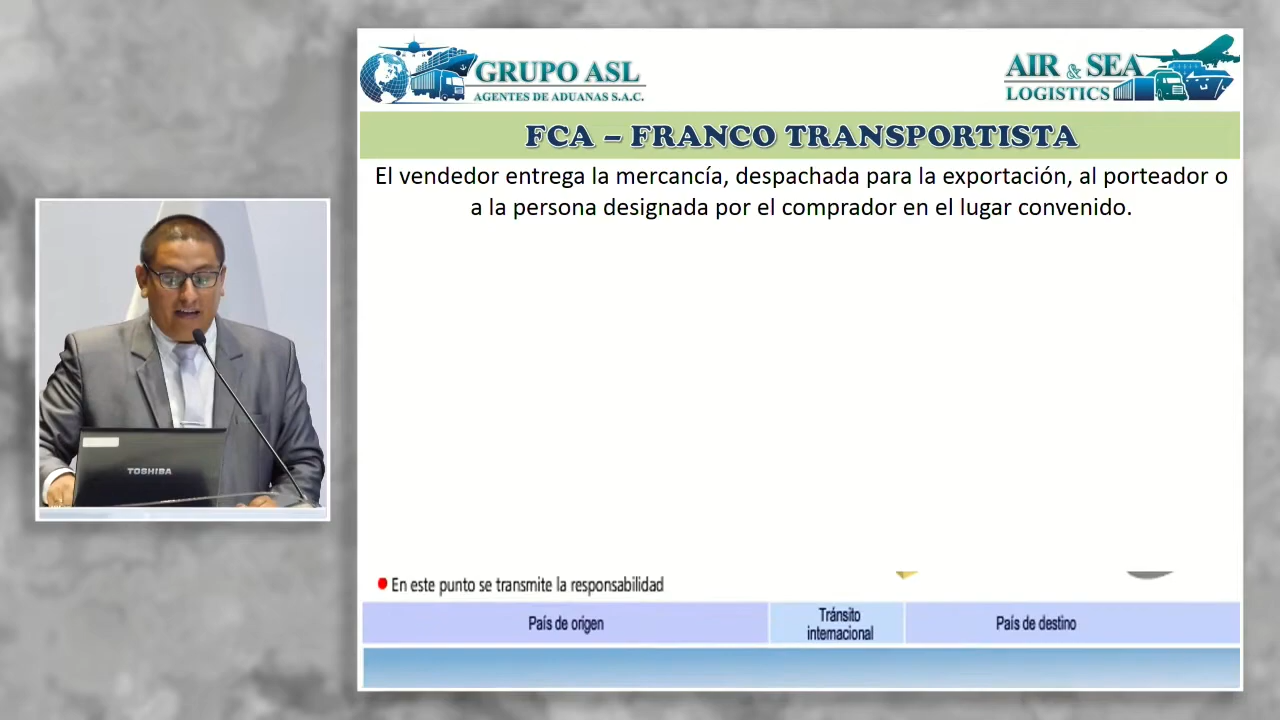 GRUPO ASL
AGENTES DE ADUANAS S.A.C.
AIR & SEA
LOGISTICS
FCA – FRANCO TRANSPORTISTA
El vendedor entrega la mercancía, despachada para la exportación, al porteador o
a la persona designada por el comprador en el lugar convenido.
TOSHIBA
En este punto se transmite la responsabilidad
País de origen
Tránsito
internacional
País de destino